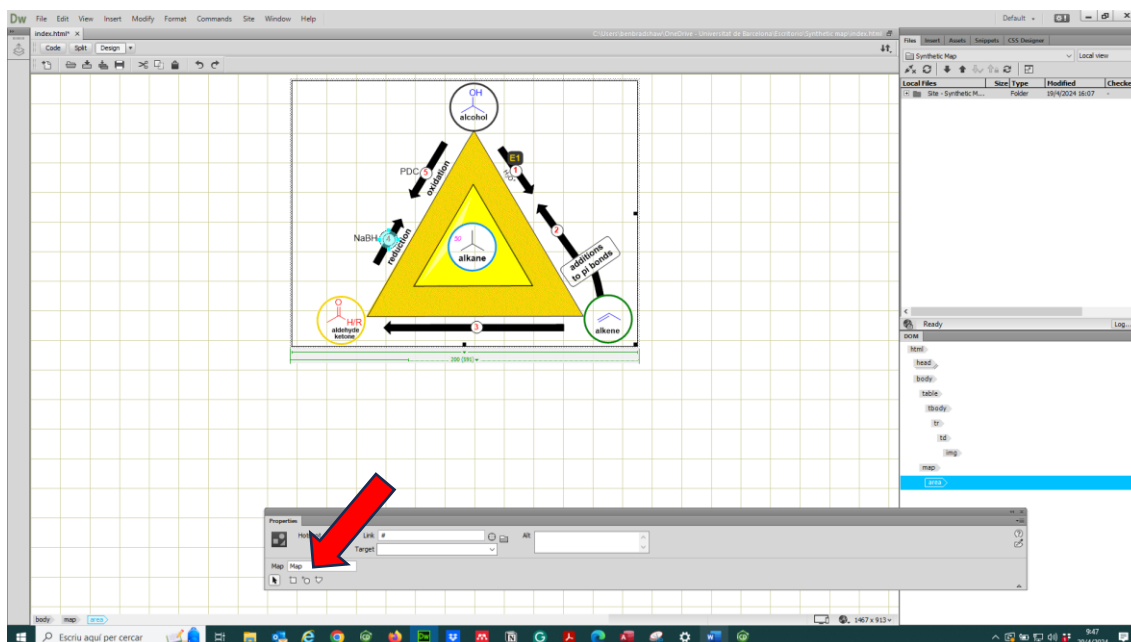 Dw File Edit View Insert Modify Format Commands Site Window Help
Default
index.html* ×
C:\Users\benbradshaw\OneDrive - Universitat de Barcelona\Escritorio\Synthetic map\index.html
Code Split Design
OH
alcohol
PDC
5
oxidation
E1
1
NaBH
4
reduction
30
alkane
2
additions
to pi bonds
O
H/R
aldehyde
ketone
3
alkene
Files Insert Assets Snippets CSS Designer
Synthetic Map
Local view
Local Files Size Type Modified Checke
Site - Synthetic M... Folder 19/4/2024 16:07 -
Ready
Log...
DOM
html
head
body
table
tbody
tr
td
img
map
area
Properties
Link #
Alt
Target
Map Map
body map area
1467 x 913
Escriu aquí per cercar
9:47